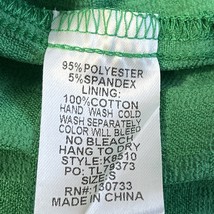 95% POLYESTER
5% SPANDEX
LINING:
100%COTTON
HAND WASH COLD
WASH SEPARATELY
COLOR WILL BLEED
NO BLEACH
HANG TO DRY
STYLE:K8510
PO: TL79373
SIZE:S
RN#:130733
MADE IN CHINA